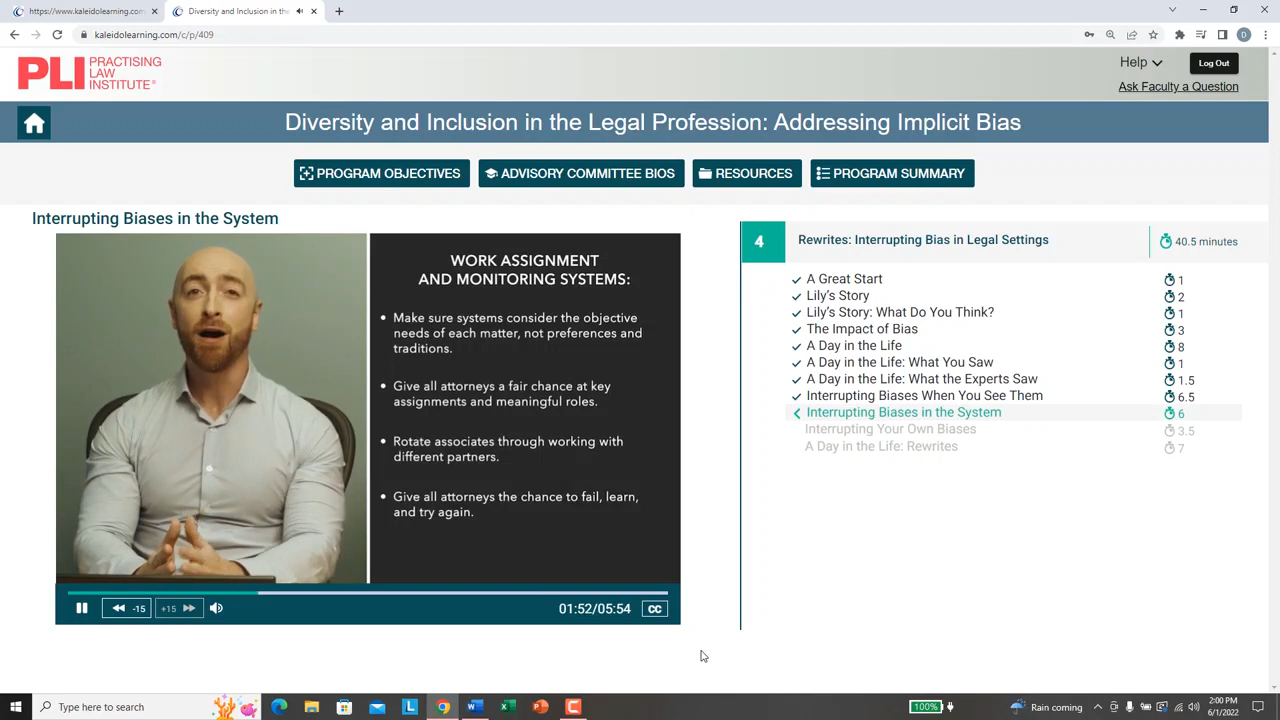 https://www.kaleidolearning.com
Diversity and Inclusion in the
kaleidolearning.com/c/p/409
D
PLI PRACTISING
LAW
INSTITUTE®
Help
Log Out
Ask Faculty a Question
Diversity and Inclusion in the Legal Profession: Addressing Implicit Bias
PROGRAM OBJECTIVES
ADVISORY COMMITTEE BIOS
RESOURCES
PROGRAM SUMMARY
Interrupting Biases in the System
WORK ASSIGNMENT
AND MONITORING SYSTEMS:
• Make sure systems consider the objective
needs of each matter, not preferences and
traditions.
• Give all attorneys a fair chance at key
assignments and meaningful roles.
• Rotate associates through working with
different partners.
• Give all attorneys the chance to fail, learn,
and try again.
-15
+15
01:52/05:54
CC
4 Rewrites: Interrupting Bias in Legal Settings 40.5 minutes
A Great Start 1
Lily's Story 2
Lily's Story: What Do You Think? 1
The Impact of Bias 3
A Day in the Life 8
A Day in the Life: What You Saw 1
A Day in the Life: What the Experts Saw 1.5
Interrupting Biases When You See Them 6.5
Interrupting Biases in the System 6
Interrupting Your Own Biases 3.5
A Day in the Life: Rewrites 7
Type here to search
L
100%
Rain coming
2:00 PM
6/1/2022